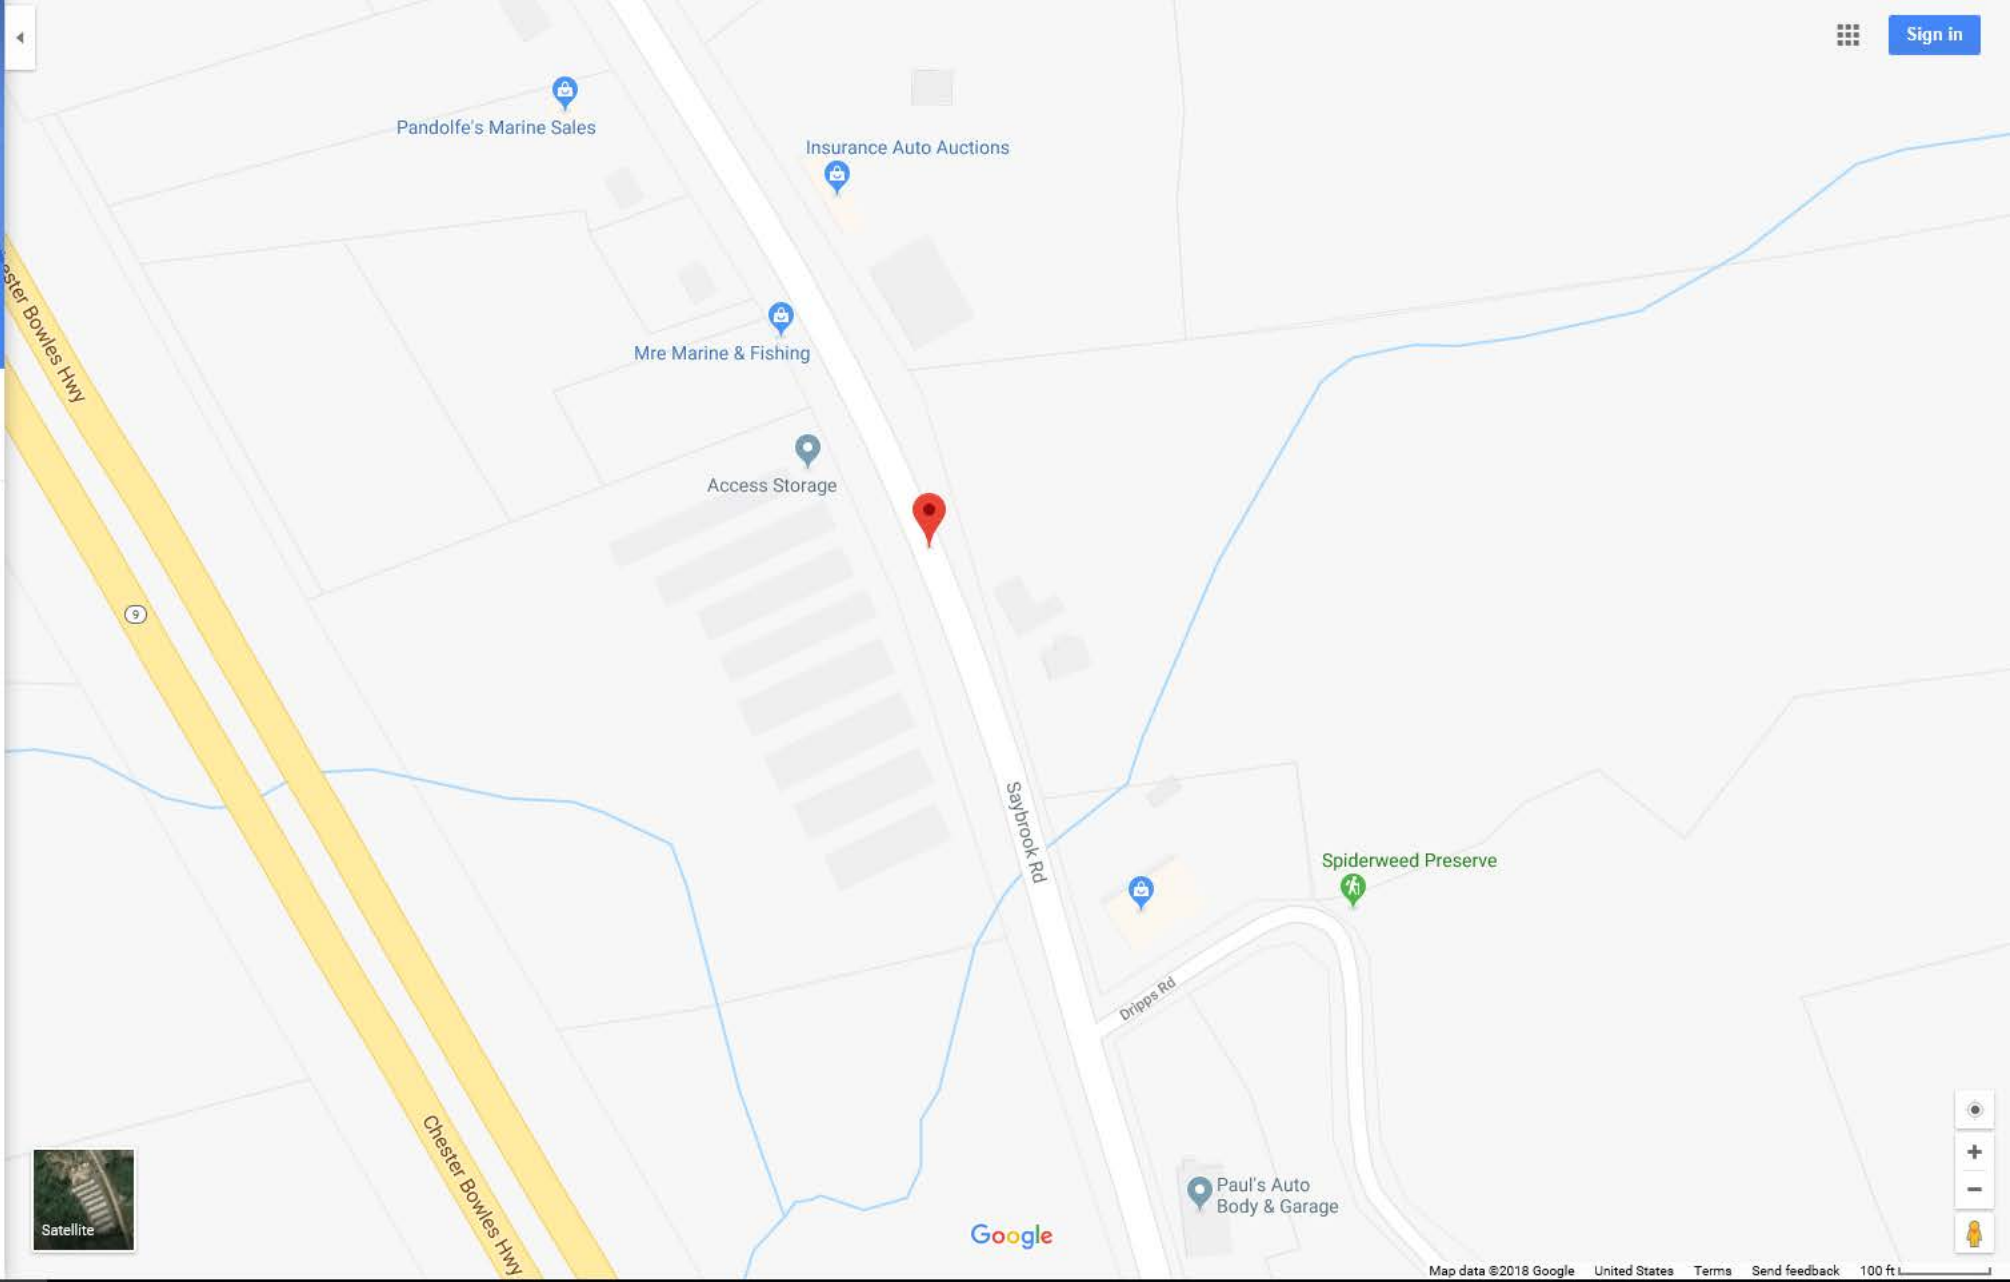 Sign in
Pandolfe's Marine Sales
Insurance Auto Auctions
Bowles Hwy
Mre Marine & Fishing
Access Storage
9
Saybrook Rd
Spiderweed Preserve
Dripps Rd
Chester Bowles Hwy
Paul's Auto
Body & Garage
Satellite
Google
Map data ©2018 Google United States Terms Send feedback 100 ft